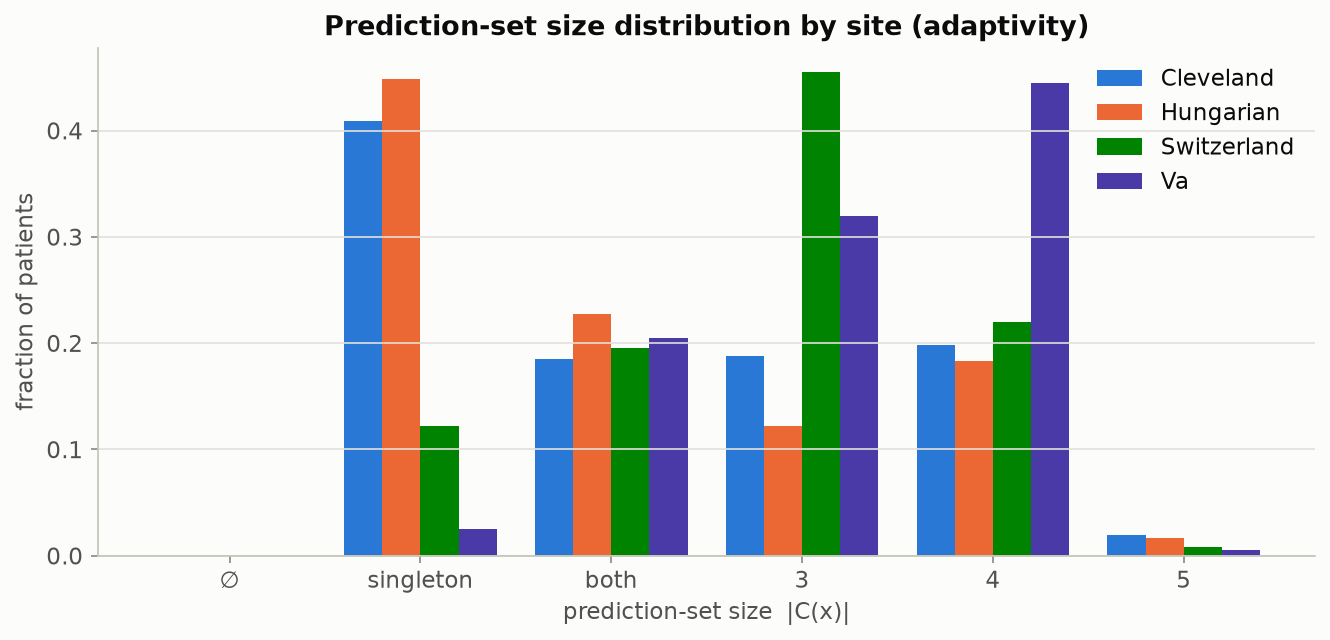 Prediction-set size distribution by site (adaptivity)
Cleveland
Hungarian
Switzerland
Va
fraction of patients
0.4
0.3
0.2
0.1
0.0
∅ singleton both 3 4 5
prediction-set size |C(x)|